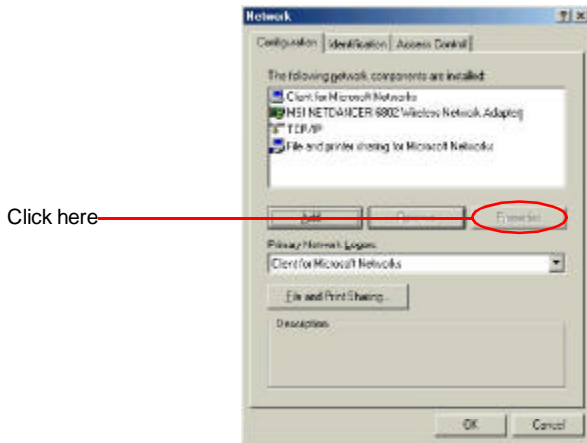 Network
Configuration Identification Access Control
The following network components are installed:
Client for Microsoft Networks
MSI NETDANCER 6802 Wireless Network Adapter
TCP/IP
File and printer sharing for Microsoft Networks
Click here
Add... Remove Properties
Primary Network Logon:
Client for Microsoft Networks
File and Print Sharing...
Description
OK Cancel